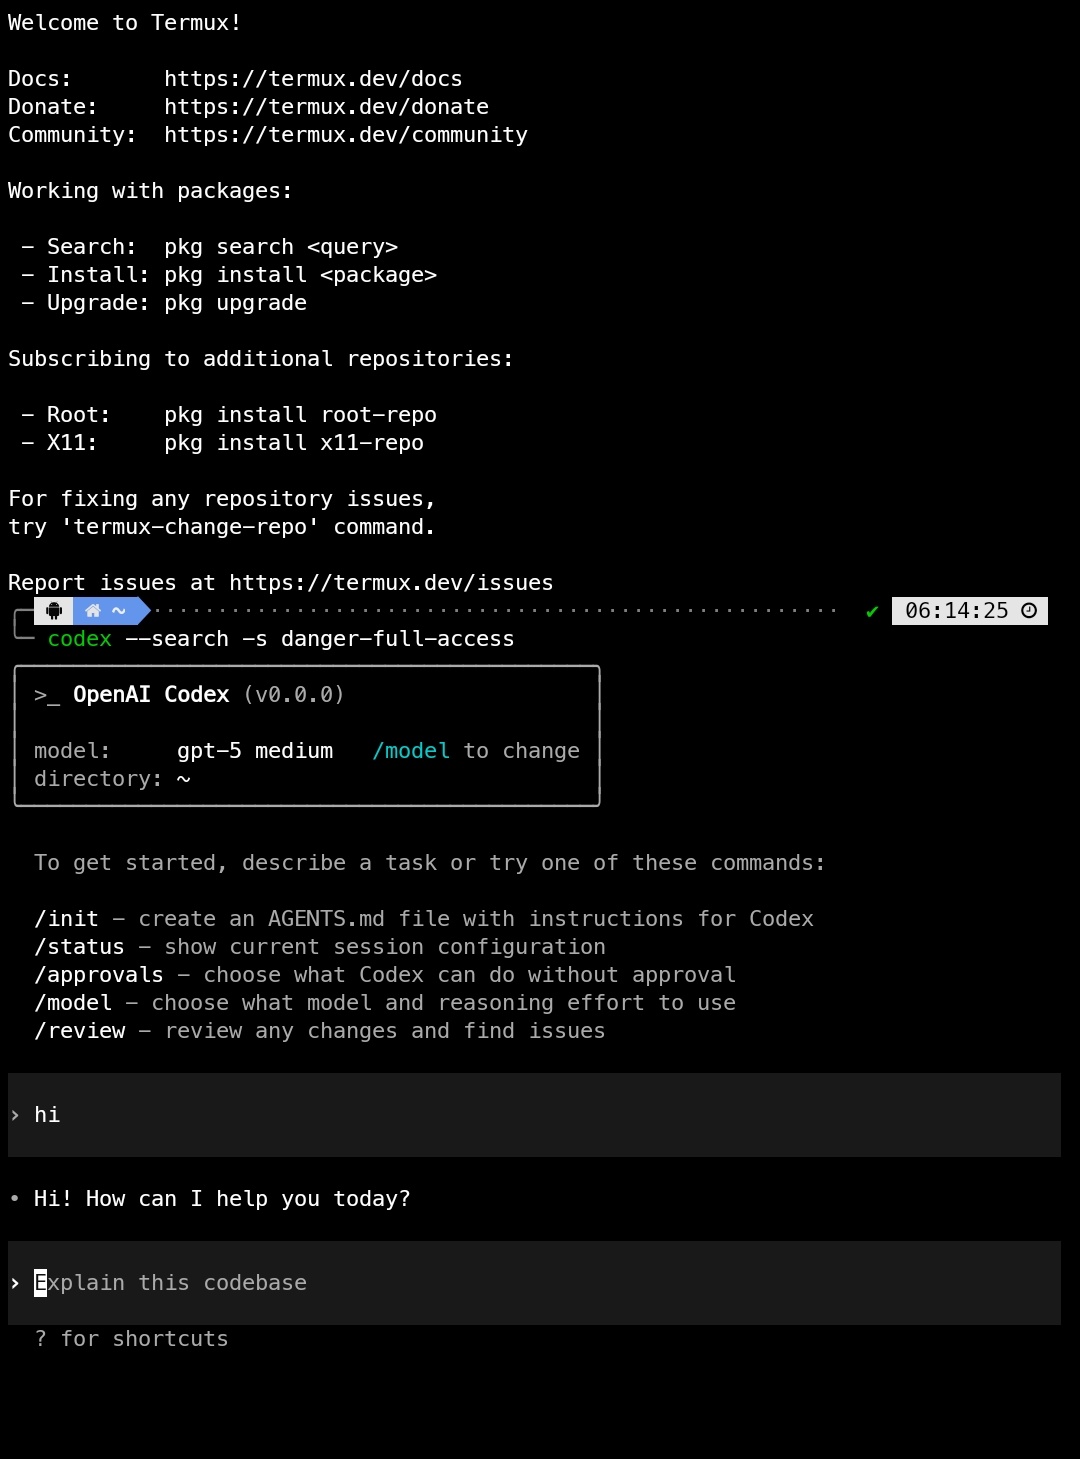 Welcome to Termux!
Docs:       https://termux.dev/docs
Donate:     https://termux.dev/donate
Community:  https://termux.dev/community
Working with packages:
 - Search:  pkg search <query>
 - Install: pkg install <package>
 - Upgrade: pkg upgrade
Subscribing to additional repositories:
 - Root:    pkg install root-repo
 - X11:     pkg install x11-repo
For fixing any repository issues,
try 'termux-change-repo' command.
Report issues at https://termux.dev/issues
~ ✔ 06:14:25
codex --search -s danger-full-access
>_ OpenAI Codex (v0.0.0)
model:     gpt-5 medium   /model to change
directory: ~
To get started, describe a task or try one of these commands:
/init - create an AGENTS.md file with instructions for Codex
/status - show current session configuration
/approvals - choose what Codex can do without approval
/model - choose what model and reasoning effort to use
/review - review any changes and find issues
› hi
• Hi! How can I help you today?
› Explain this codebase
? for shortcuts